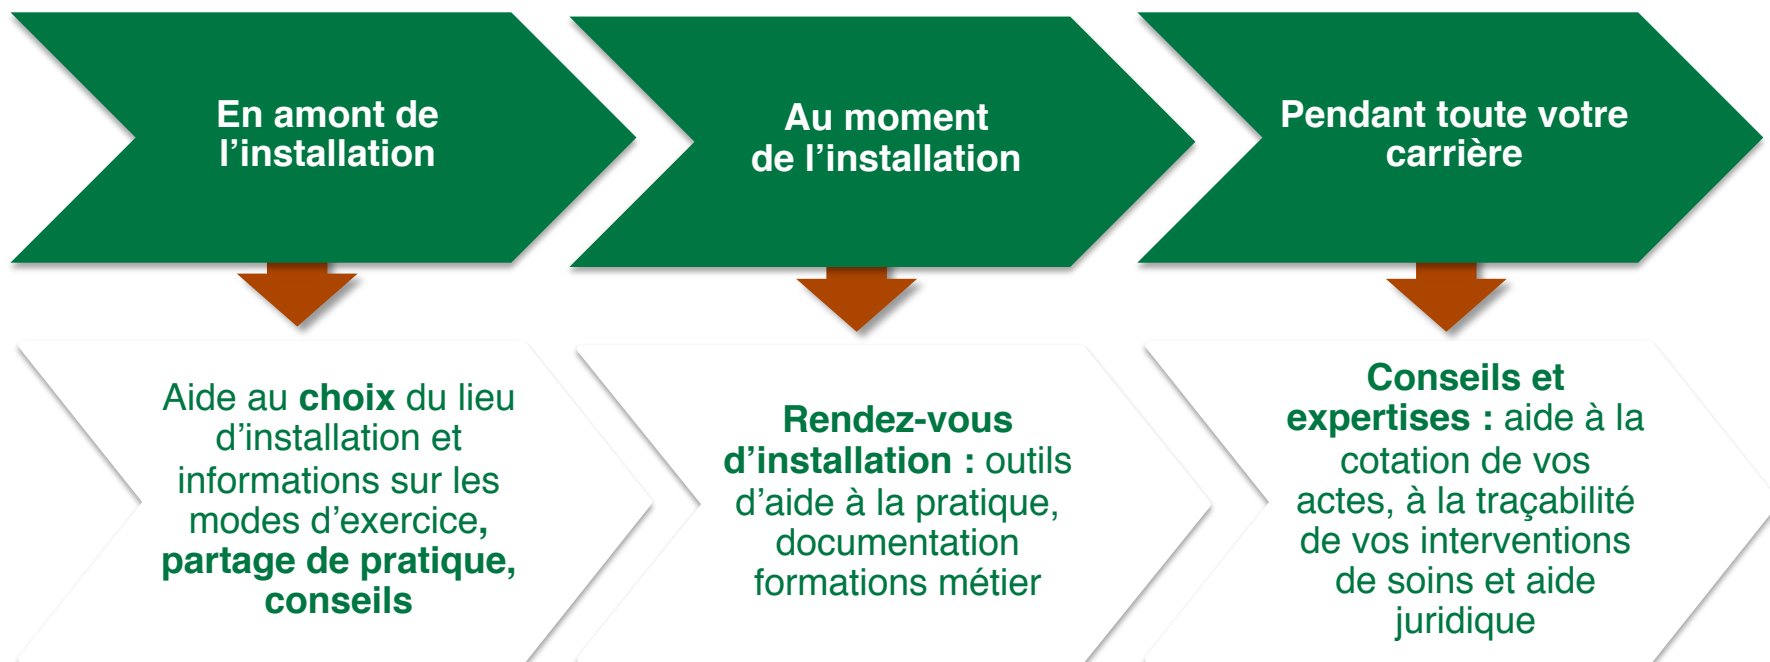 En amont de
l’installation
Au moment
de l’installation
Pendant toute votre
carrière
Aide au choix du lieu
d’installation et
informations sur les
modes d’exercice,
partage de pratique,
conseils
Rendez-vous
d’installation : outils
d’aide à la pratique,
documentation
formations métier
Conseils et
expertises : aide à la
cotation de vos
actes, à la traçabilité
de vos interventions
de soins et aide
juridique